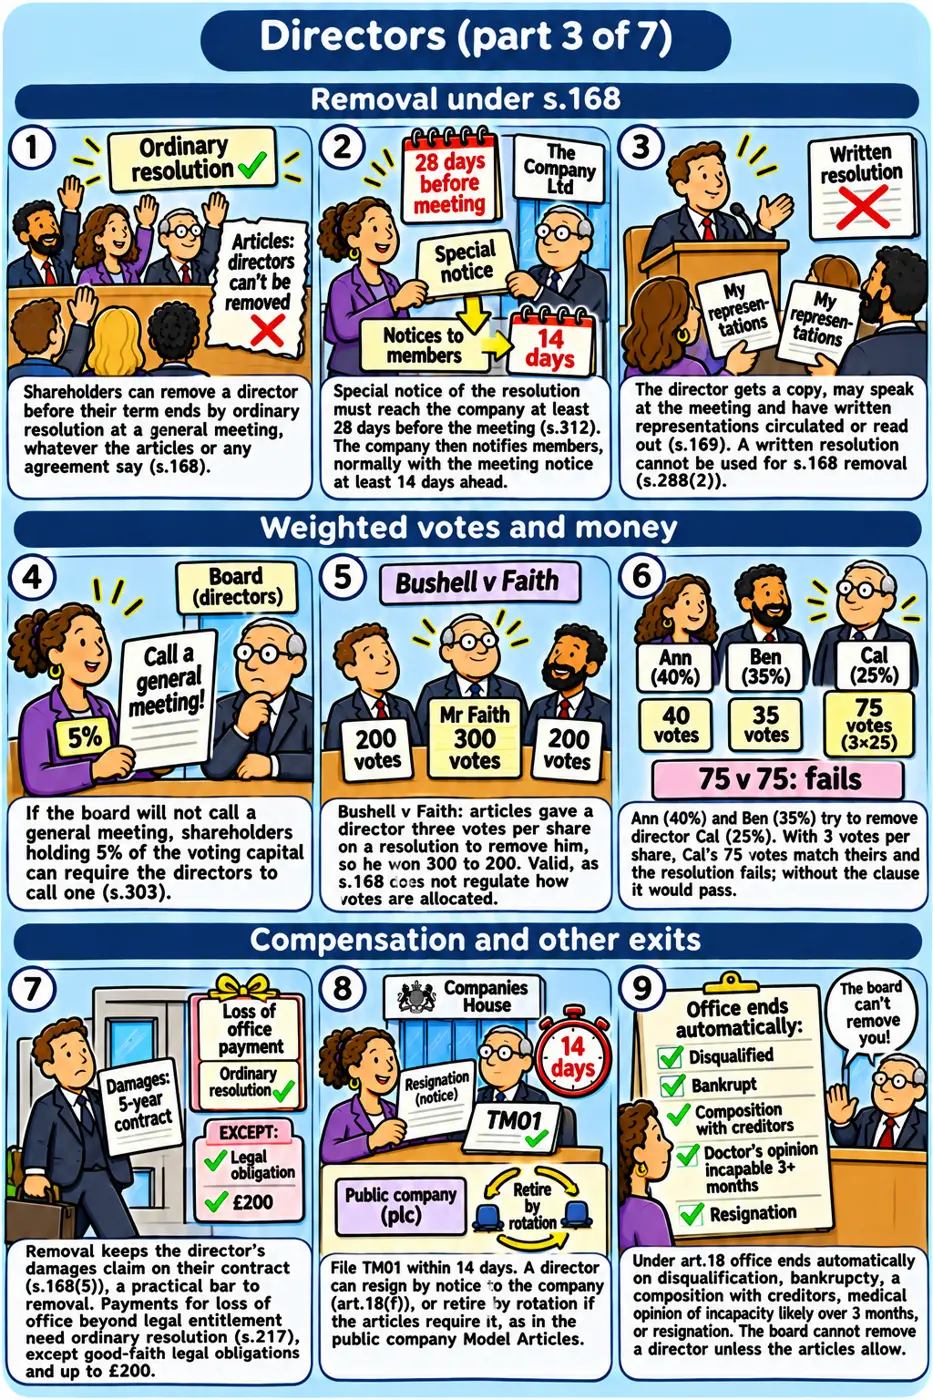 Directors (part 3 of 7)
Removal under s.168
1
Ordinary
resolution
Articles:
directors
can't be
removed
Shareholders can remove a director
before their term ends by ordinary
resolution at a general meeting,
whatever the articles or any
agreement say (s.168).
2
28 days
before
meeting
The
Company
Ltd
Special
notice
Notices to
members
14
days
Special notice of the resolution
must reach the company at least
28 days before the meeting (s.312).
The company then notifies members,
normally with the meeting notice
at least 14 days ahead.
3
Written
resolution
My
represen-
tations
My
represen-
tations
The director gets a copy, may speak
at the meeting and have written
representations circulated or read
out (s.169). A written resolution
cannot be used for s.168 removal
(s.288(2)).
Weighted votes and money
4
Board
(directors)
Call a
general
meeting!
5%
If the board will not call a
general meeting, shareholders
holding 5% of the voting capital
can require the directors to
call one (s.303).
5
Bushell v Faith
200
votes
Mr Faith
300
votes
200
votes
Bushell v Faith: articles gave a
director three votes per share
on a resolution to remove him,
so he won 300 to 200. Valid, as
s.168 does not regulate how
votes are allocated.
6
Ann
(40%)
Ben
(35%)
Cal
(25%)
40
votes
35
votes
75
votes
(3×25)
75 v 75: fails
Ann (40%) and Ben (35%) try to remove
director Cal (25%). With 3 votes per
share, Cal's 75 votes match theirs and
the resolution fails; without the clause
it would pass.
Compensation and other exits
7
Damages:
5-year
contract
Loss of
office
payment
Ordinary
resolution
EXCEPT:
Legal
obligation
£200
Removal keeps the director's
damages claim on their contract
(s.168(5)), a practical bar to
removal. Payments for loss of
office beyond legal entitlement
need ordinary resolution (s.217),
except good-faith legal obligations
and up to £200.
8
Companies
House
Resignation
(notice)
TM01
14
days
Public company
(plc)
Retire
by
rotation
File TM01 within 14 days. A director
can resign by notice to the company
(art.18(f)), or retire by rotation if
the articles require it, as in the
public company Model Articles.
9
Office ends
automatically:
Disqualified
Bankrupt
Composition
with creditors
Doctor's opinion
incapable 3+
months
Resignation
The board
can't
remove
you!
Under art.18 office ends automatically
on disqualification, bankrupcty, a
composition with creditors, medical
opinion of incapacity likely over 3 months,
or resignation. The board cannot remove
a director unless the articles allow.